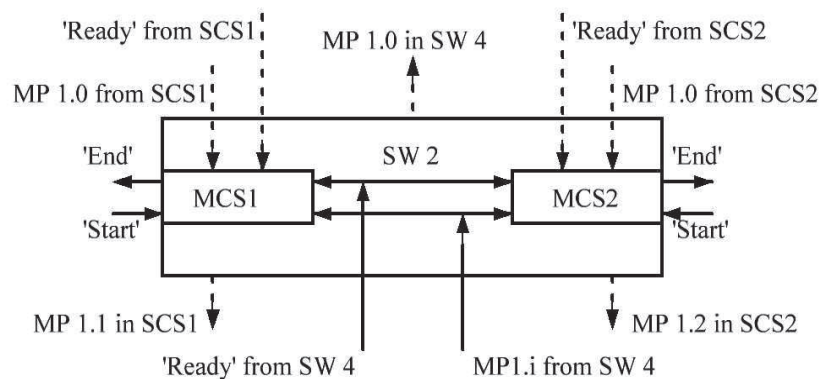 'Ready' from SCS1
'Ready' from SCS2
MP 1.0 in SW 4
MP 1.0 from SCS1
MP 1.0 from SCS2
'End'
SW 2
'End'
MCS1
MCS2
'Start'
'Start'
MP 1.1 in SCS1
MP 1.2 in SCS2
'Ready' from SW 4
MP1.i from SW 4